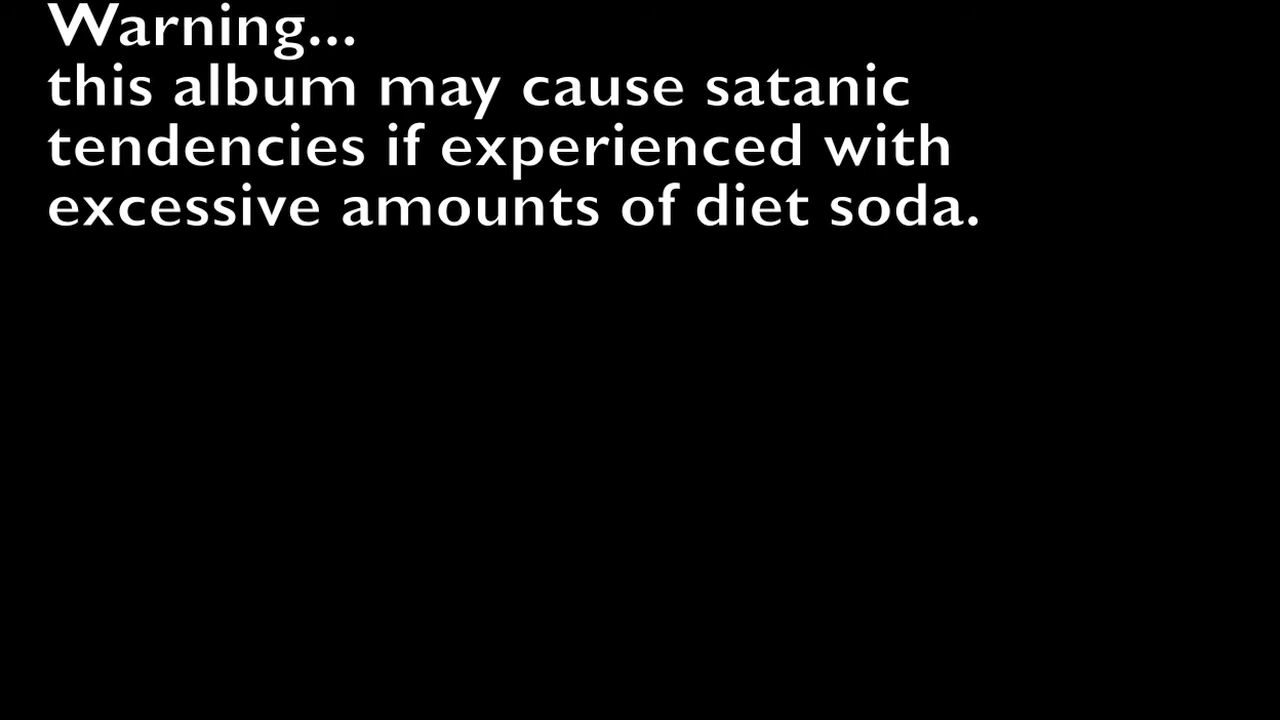 Warning...
this album may cause satanic
tendencies if experienced with
excessive amounts of diet soda.